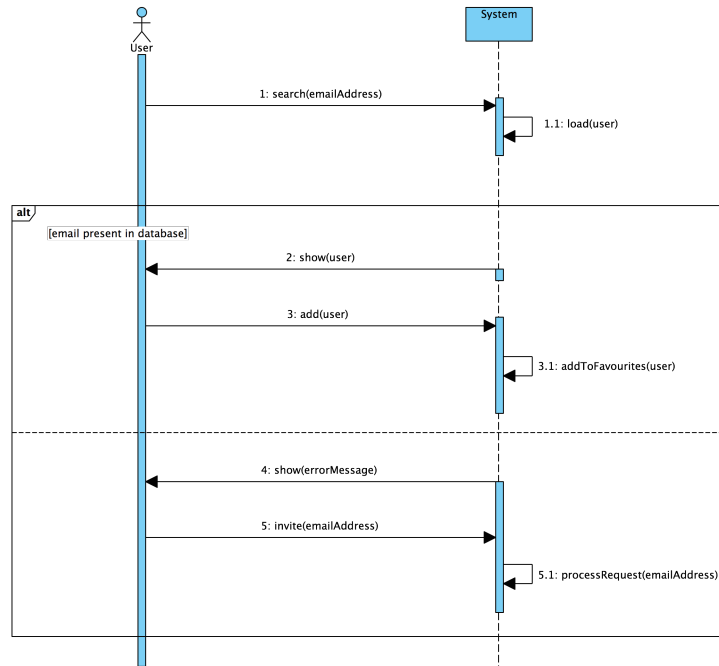 System
User
1: search(emailAddress)
1.1: load(user)
alt
[email present in database]
2: show(user)
3: add(user)
3.1: addToFavourites(user)
4: show(errorMessage)
5: invite(emailAddress)
5.1: processRequest(emailAddress)